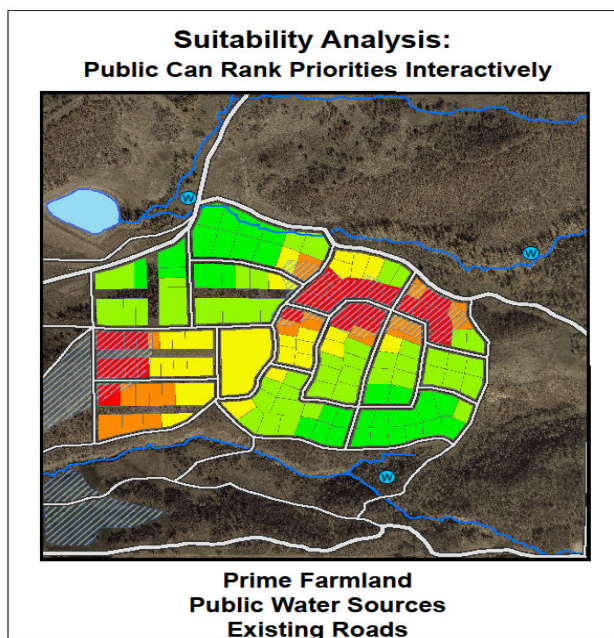 Suitability Analysis:
Public Can Rank Priorities Interactively
W
W
W
Prime Farmland
Public Water Sources
Existing Roads